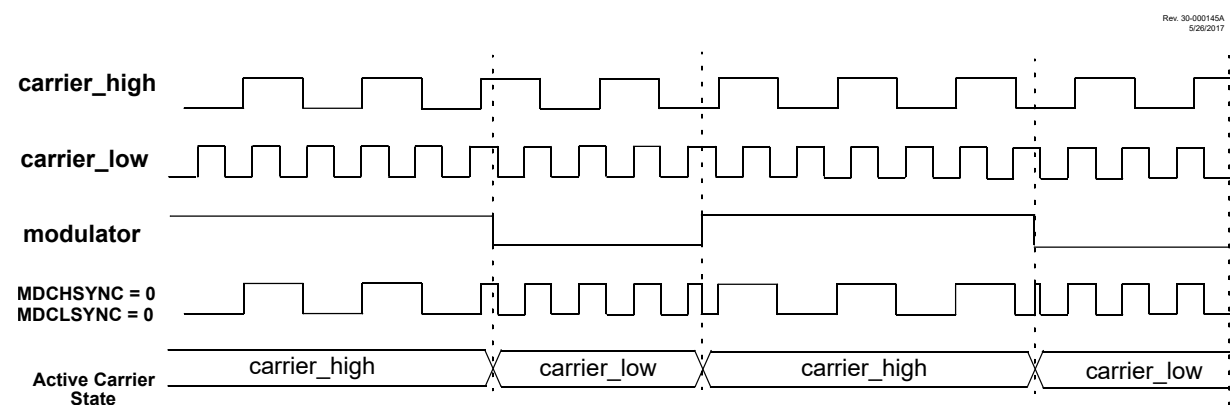 Rev. 30-000145A
5/26/2017
carrier_high
carrier_low
modulator
MDCHSYNC = 0
MDCLSYNC = 0
Active Carrier
State
carrier_high
carrier_low
carrier_high
carrier_low